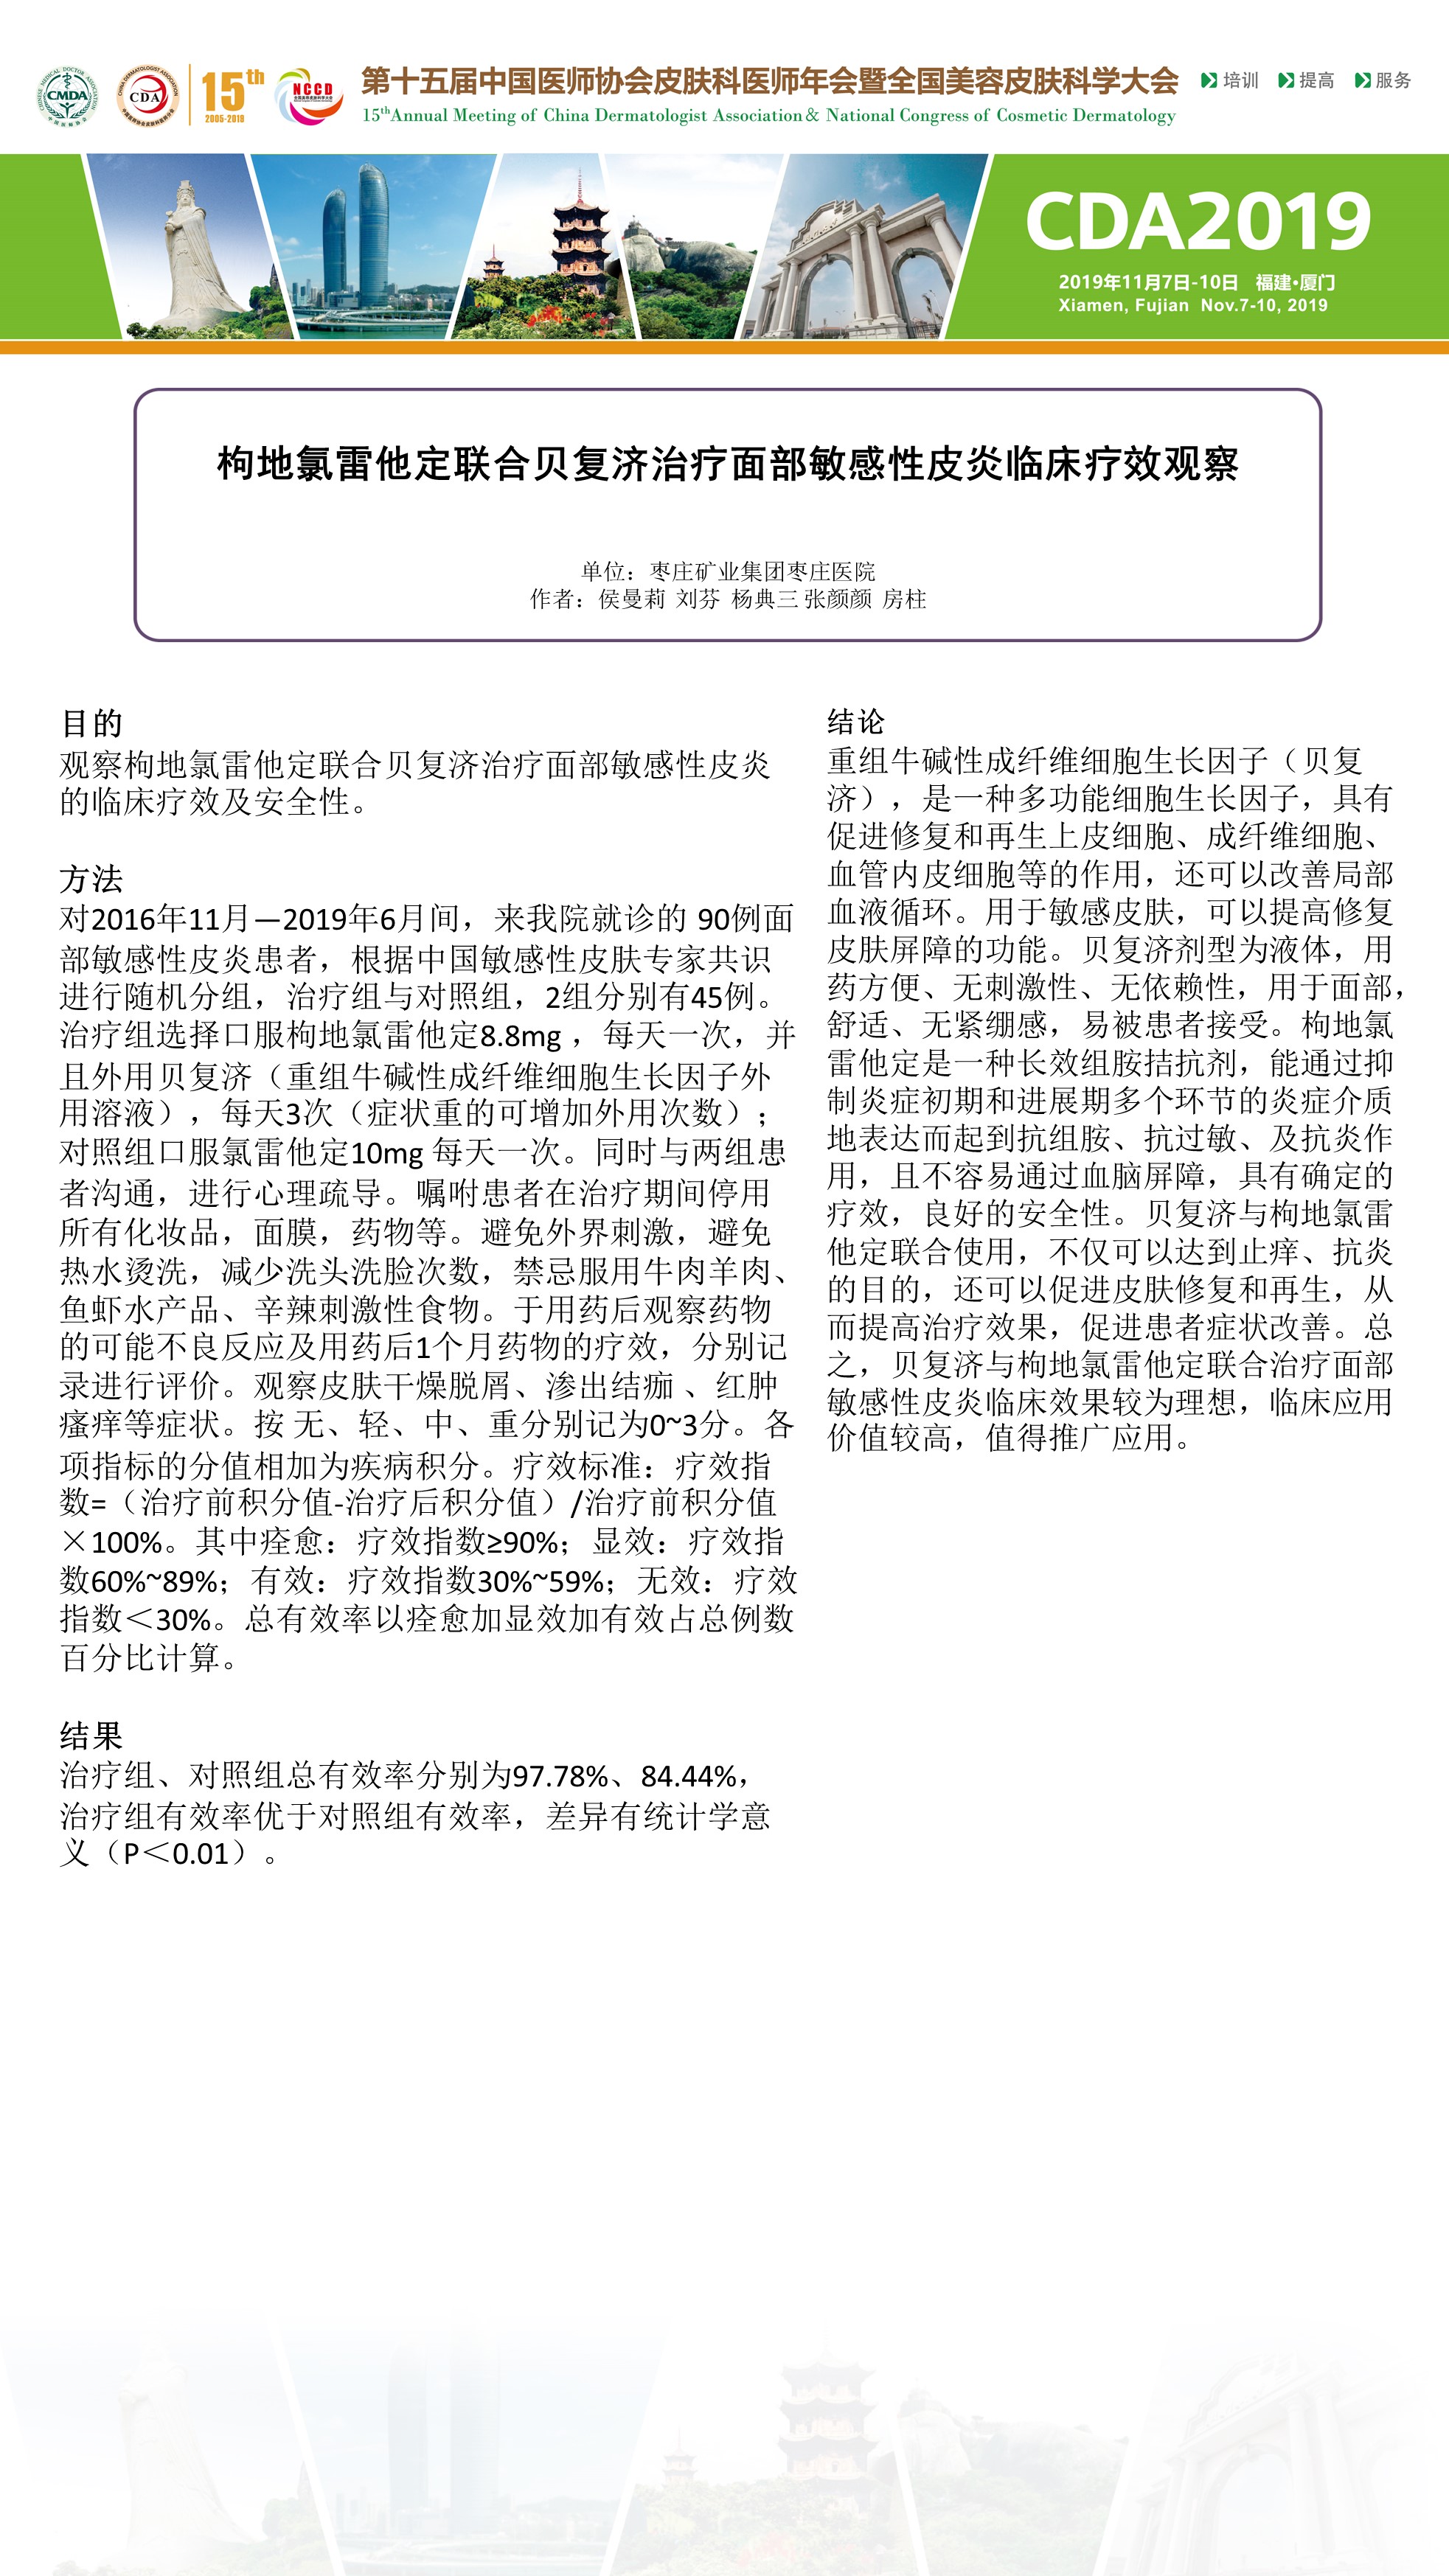 CHINESE MEDICAL DOCTOR ASSOCIATION
CMDA
中国医师协会
CHINA DERMATOLOGIST ASSOCIATION
CDA
15th
2005-2019
NCCD
第十五届中国医师协会皮肤科医师年会暨全国美容皮肤科学大会
15thAnnual Meeting of China Dermatologist Association & National Congress of Cosmetic Dermatology
培训 提高 服务
CDA2019
2019年11月7日-10日 福建·厦门
Xiamen, Fujian Nov.7-10, 2019
枸地氯雷他定联合贝复济治疗面部敏感性皮炎临床疗效观察
单位：枣庄矿业集团枣庄医院
作者：侯曼莉 刘芬 杨典三 张颜颜 房柱
目的
观察枸地氯雷他定联合贝复济治疗面部敏感性皮炎
的临床疗效及安全性。
方法
对2016年11月—2019年6月间，来我院就诊的 90例面
部敏感性皮炎患者，根据中国敏感性皮肤专家共识
进行随机分组，治疗组与对照组，2组分别有45例。
治疗组选择口服枸地氯雷他定8.8mg ，每天一次，并
且外用贝复济（重组牛碱性成纤维细胞生长因子外
用溶液），每天3次（症状重的可增加外用次数）；
对照组口服氯雷他定10mg 每天一次。同时与两组患
者沟通，进行心理疏导。嘱咐患者在治疗期间停用
所有化妆品，面膜，药物等。避免外界刺激，避免
热水烫洗，减少洗头洗脸次数，禁忌服用牛肉羊肉、
鱼虾水产品、辛辣刺激性食物。于用药后观察药物
的可能不良反应及用药后1个月药物的疗效，分别记
录进行评价。观察皮肤干燥脱屑、渗出结痂 、红肿
瘙痒等症状。按 无、轻、中、重分别记为0~3分。各
项指标的分值相加为疾病积分。疗效标准：疗效指
数=（治疗前积分值-治疗后积分值）/治疗前积分值
×100%。其中痊愈：疗效指数≥90%；显效：疗效指
数60%~89%；有效：疗效指数30%~59%；无效：疗效
指数＜30%。总有效率以痊愈加显效加有效占总例数
百分比计算。
结果
治疗组、对照组总有效率分别为97.78%、84.44%，
治疗组有效率优于对照组有效率，差异有统计学意
义（P＜0.01）。
结论
重组牛碱性成纤维细胞生长因子（贝复
济），是一种多功能细胞生长因子，具有
促进修复和再生上皮细胞、成纤维细胞、
血管内皮细胞等的作用，还可以改善局部
血液循环。用于敏感皮肤，可以提高修复
皮肤屏障的功能。贝复济剂型为液体，用
药方便、无刺激性、无依赖性，用于面部，
舒适、无紧绷感，易被患者接受。枸地氯
雷他定是一种长效组胺拮抗剂，能通过抑
制炎症初期和进展期多个环节的炎症介质
地表达而起到抗组胺、抗过敏、及抗炎作
用，且不容易通过血脑屏障，具有确定的
疗效，良好的安全性。贝复济与枸地氯雷
他定联合使用，不仅可以达到止痒、抗炎
的目的，还可以促进皮肤修复和再生，从
而提高治疗效果，促进患者症状改善。总
之，贝复济与枸地氯雷他定联合治疗面部
敏感性皮炎临床效果较为理想，临床应用
价值较高，值得推广应用。